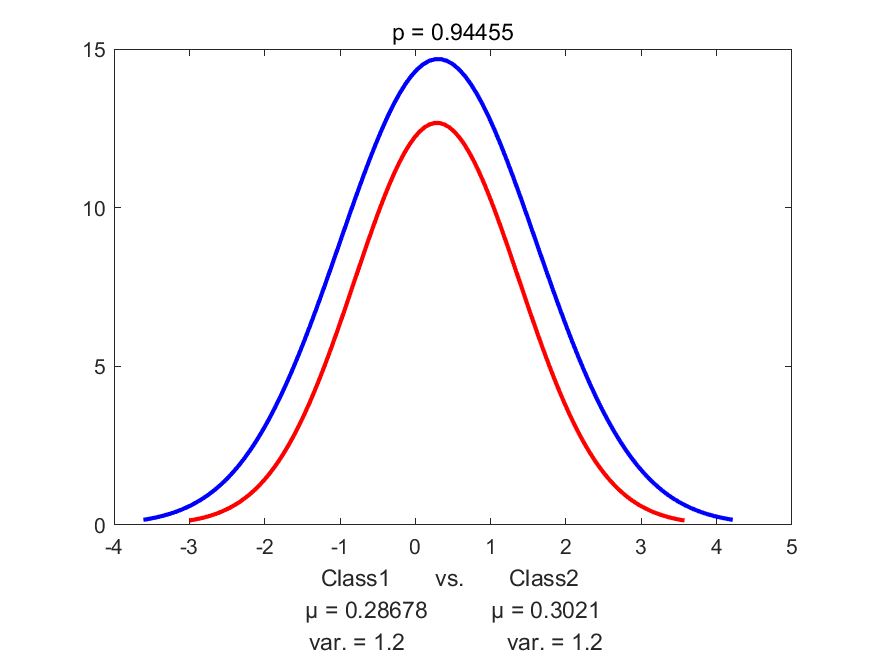 p = 0.94455
15
10
5
0
-4 -3 -2 -1 0 1 2 3 4 5
Class1 vs. Class2
μ = 0.28678 μ = 0.3021
var. = 1.2 var. = 1.2